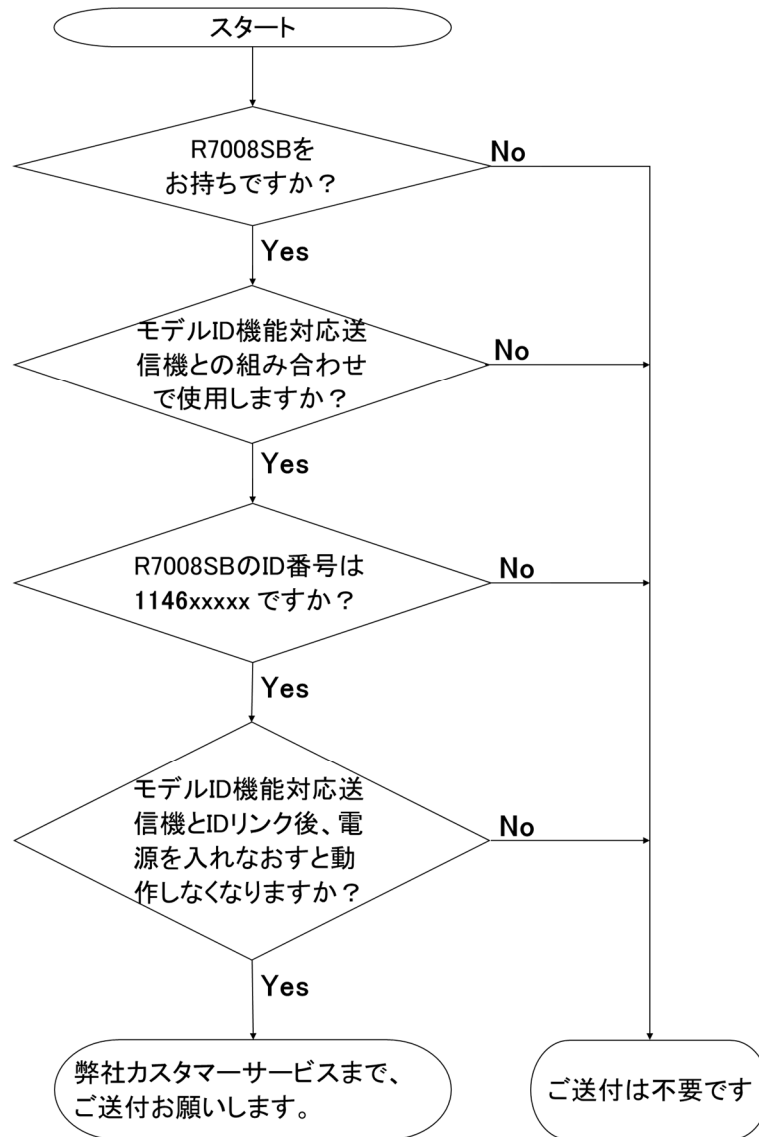 スタート
R7008SBを
お持ちですか？
No
Yes
モデルID機能対応送
信機との組み合わせ
で使用しますか？
No
Yes
R7008SBのID番号は
1146xxxxx ですか？
No
Yes
モデルID機能対応送
信機とIDリンク後、電
源を入れなおすと動
作しなくなりますか？
No
Yes
弊社カスタマーサービスまで、
ご送付お願いします。
ご送付は不要です